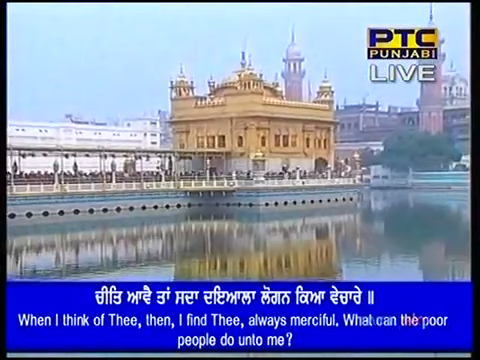 PTC
PUNJABI
LIVE
ਚੀਤਿ ਆਵੈ ਤਾਂ ਸਦਾ ਦਇਆਲਾ ਲੋਗਨ ਕਿਆ ਵੇਚਾਰੇ ॥
When I think of Thee, then, I find Thee, always merciful. What can the poor
people do unto me?